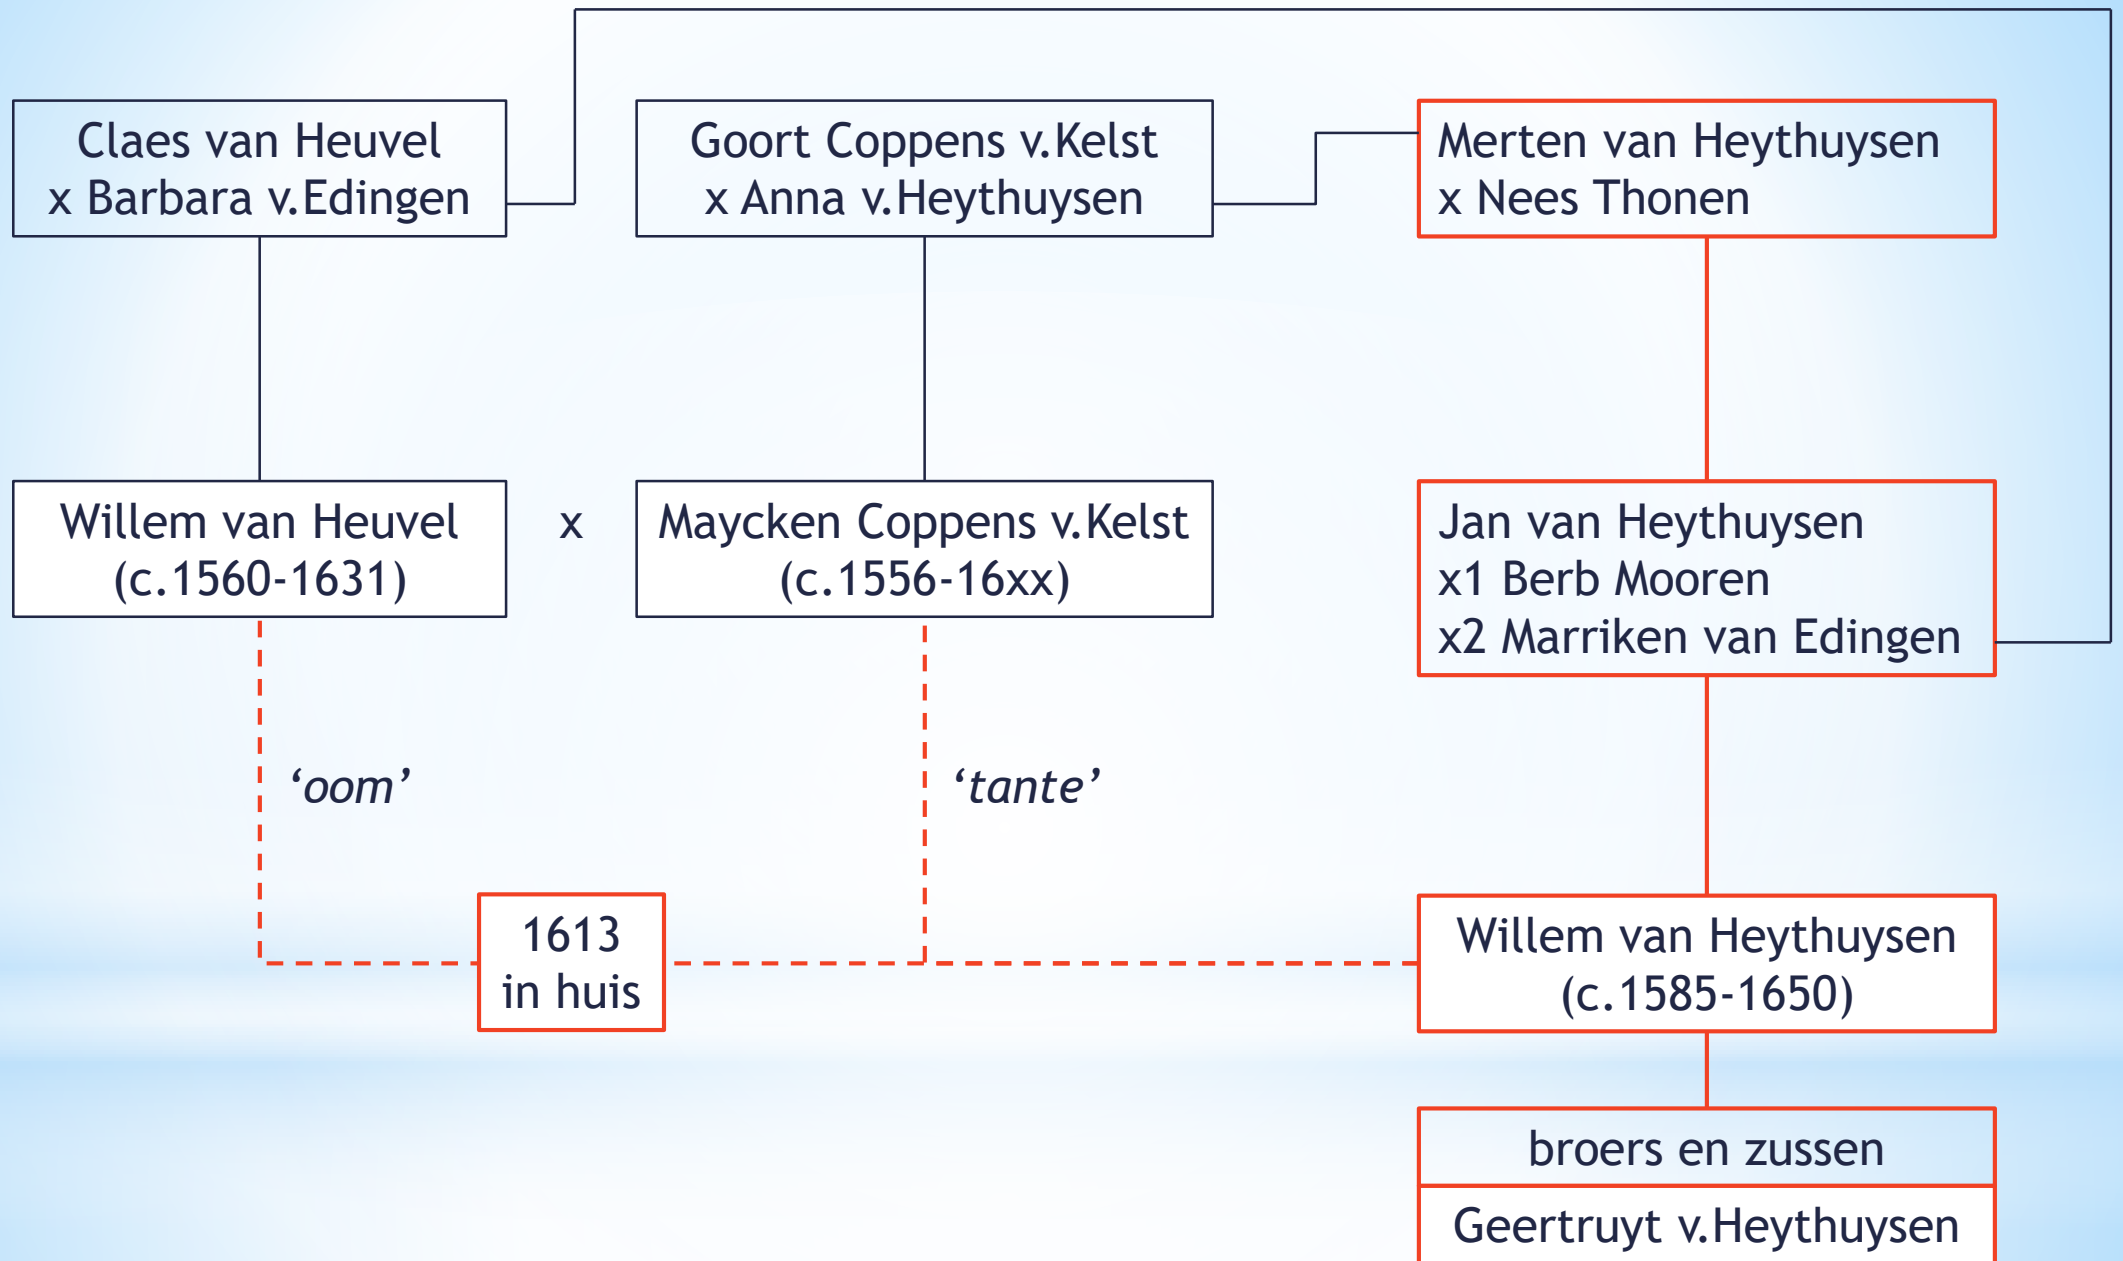 Claes van Heuvel
x Barbara v.Edingen
Goort Coppens v.Kelst
x Anna v.Heythuysen
Merten van Heythuysen
x Nees Thonen
Willem van Heuvel
(c.1560-1631)
x
Maycken Coppens v.Kelst
(c.1556-16xx)
Jan van Heythuysen
x1 Berb Mooren
x2 Marriken van Edingen
‘oom’
‘tante’
1613
in huis
Willem van Heythuysen
(c.1585-1650)
broers en zussen
Geertruyt v.Heythuysen